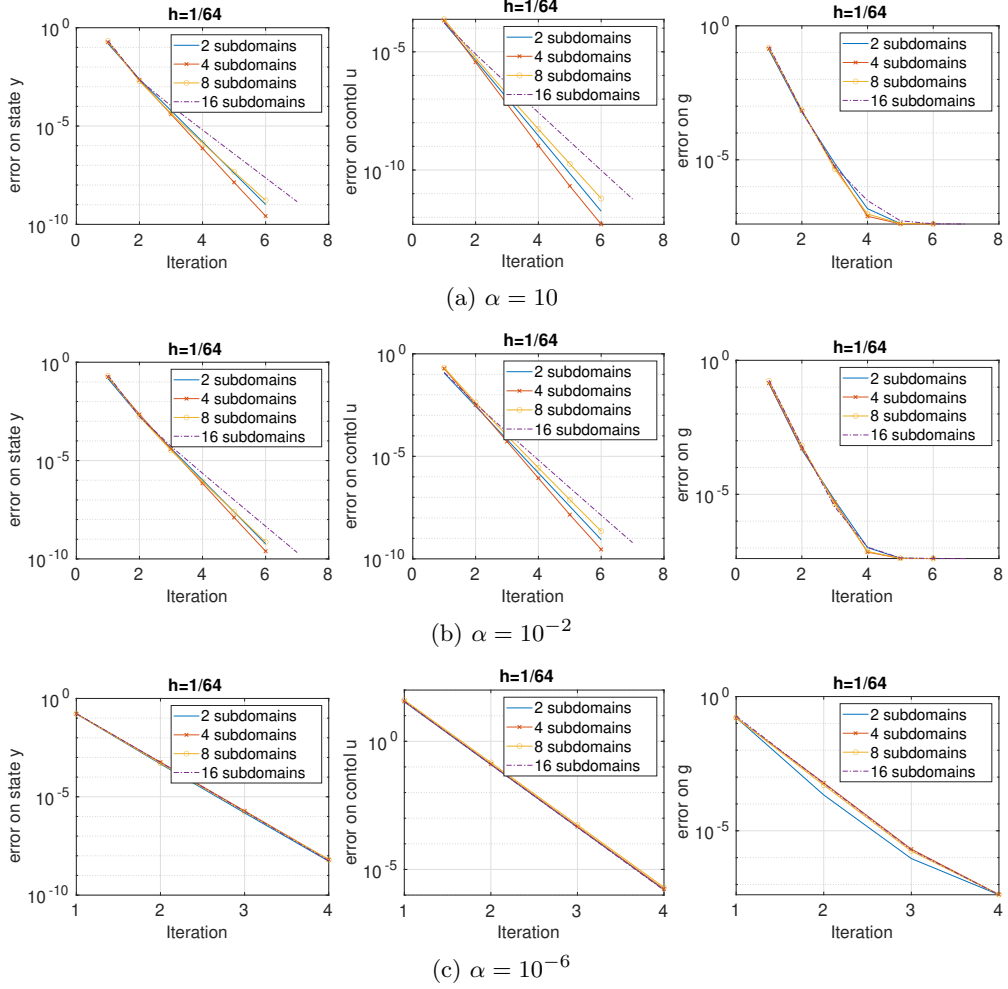 h=1/64
error on state y
10^0
10^-5
10^-10
0 2 4 6 8
Iteration
2 subdomains
4 subdomains
8 subdomains
16 subdomains
h=1/64
error on contol u
10^-5
10^-10
0 2 4 6 8
Iteration
2 subdomains
4 subdomains
8 subdomains
16 subdomains
h=1/64
error on g
10^0
10^-5
0 2 4 6 8
Iteration
2 subdomains
4 subdomains
8 subdomains
16 subdomains
(a) α = 10
h=1/64
error on state y
10^0
10^-5
10^-10
0 2 4 6 8
Iteration
2 subdomains
4 subdomains
8 subdomains
16 subdomains
h=1/64
error on contol u
10^0
10^-5
10^-10
0 2 4 6 8
Iteration
2 subdomains
4 subdomains
8 subdomains
16 subdomains
h=1/64
error on g
10^0
10^-5
0 2 4 6 8
Iteration
2 subdomains
4 subdomains
8 subdomains
16 subdomains
(b) α = 10^−2
h=1/64
error on state y
10^0
10^-5
10^-10
1 2 3 4
Iteration
2 subdomains
4 subdomains
8 subdomains
16 subdomains
h=1/64
error on contol u
10^0
10^-5
1 2 3 4
Iteration
2 subdomains
4 subdomains
8 subdomains
16 subdomains
h=1/64
error on g
10^0
10^-5
1 2 3 4
Iteration
2 subdomains
4 subdomains
8 subdomains
16 subdomains
(c) α = 10^−6